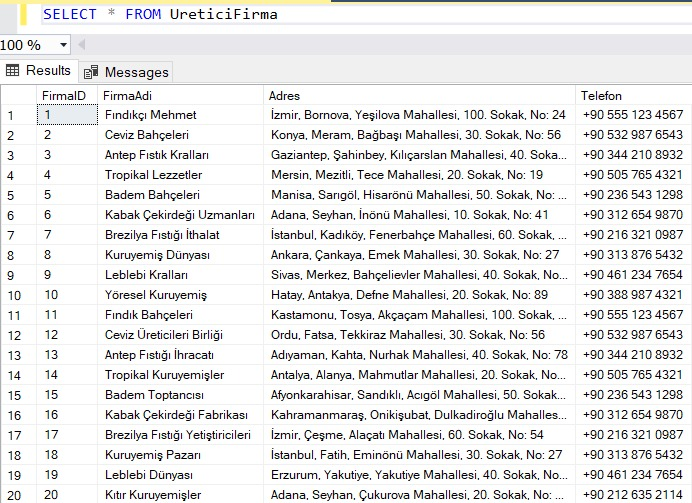 SELECT * FROM UreticiFirma
100 %
Results Messages
FirmaID FirmaAdi Adres Telefon
1 1 Fındıkçı Mehmet İzmir, Bornova, Yeşilova Mahallesi, 100. Sokak, No: 24 +90 555 123 4567
2 2 Ceviz Bahçeleri Konya, Meram, Bağbaşı Mahallesi, 30. Sokak, No: 56 +90 532 987 6543
3 3 Antep Fıstık Kralları Gaziantep, Şahinbey, Kılıçarslan Mahallesi, 40. Soka... +90 344 210 8932
4 4 Tropikal Lezzetler Mersin, Mezitli, Tece Mahallesi, 20. Sokak, No: 19 +90 505 765 4321
5 5 Badem Bahçeleri Manisa, Sarıgöl, Hisarönü Mahallesi, 50. Sokak, No: ... +90 236 543 1298
6 6 Kabak Çekirdeği Uzmanları Adana, Seyhan, İnönü Mahallesi, 10. Sokak, No: 41 +90 312 654 9870
7 7 Brezilya Fıstığı İthalat İstanbul, Kadıköy, Fenerbahçe Mahallesi, 60. Sokak, ... +90 216 321 0987
8 8 Kuruyemiş Dünyası Ankara, Çankaya, Emek Mahallesi, 30. Sokak, No: 27 +90 313 876 5432
9 9 Leblebi Kralları Sivas, Merkez, Bahçelievler Mahallesi, 40. Sokak, No... +90 461 234 7654
10 10 Yöresel Kuruyemiş Hatay, Antakya, Defne Mahallesi, 20. Sokak, No: 89 +90 388 987 4321
11 11 Fındık Bahçeleri Kastamonu, Tosya, Akçaçam Mahallesi, 100. Sokak, ... +90 555 123 4567
12 12 Ceviz Üreticileri Birliği Ordu, Fatsa, Tekkiraz Mahallesi, 30. Sokak, No: 56 +90 532 987 6543
13 13 Antep Fıstığı İhracatı Adıyaman, Kahta, Nurhak Mahallesi, 40. Sokak, No: 78 +90 344 210 8932
14 14 Tropikal Kuruyemişler Antalya, Alanya, Mahmutlar Mahallesi, 20. Sokak, No... +90 505 765 4321
15 15 Badem Toptancısı Afyonkarahisar, Sandıklı, Acıgöl Mahallesi, 50. Sokak... +90 236 543 1298
16 16 Kabak Çekirdeği Fabrikası Kahramanmaraş, Onikişubat, Dulkadiroğlu Mahalles... +90 312 654 9870
17 17 Brezilya Fıstığı Yetiştiricileri İzmir, Çeşme, Alaçatı Mahallesi, 60. Sokak, No: 54 +90 216 321 0987
18 18 Kuruyemiş Pazarı İstanbul, Fatih, Eminönü Mahallesi, 30. Sokak, No: 27 +90 313 876 5432
19 19 Leblebi Dünyası Erzurum, Yakutiye, Yakutiye Mahallesi, 40. Sokak, No... +90 461 234 7654
20 20 Kıtır Kuruyemişler Adana, Seyhan, Çukurova Mahallesi, 20. Sokak, No: ... +90 212 635 2114